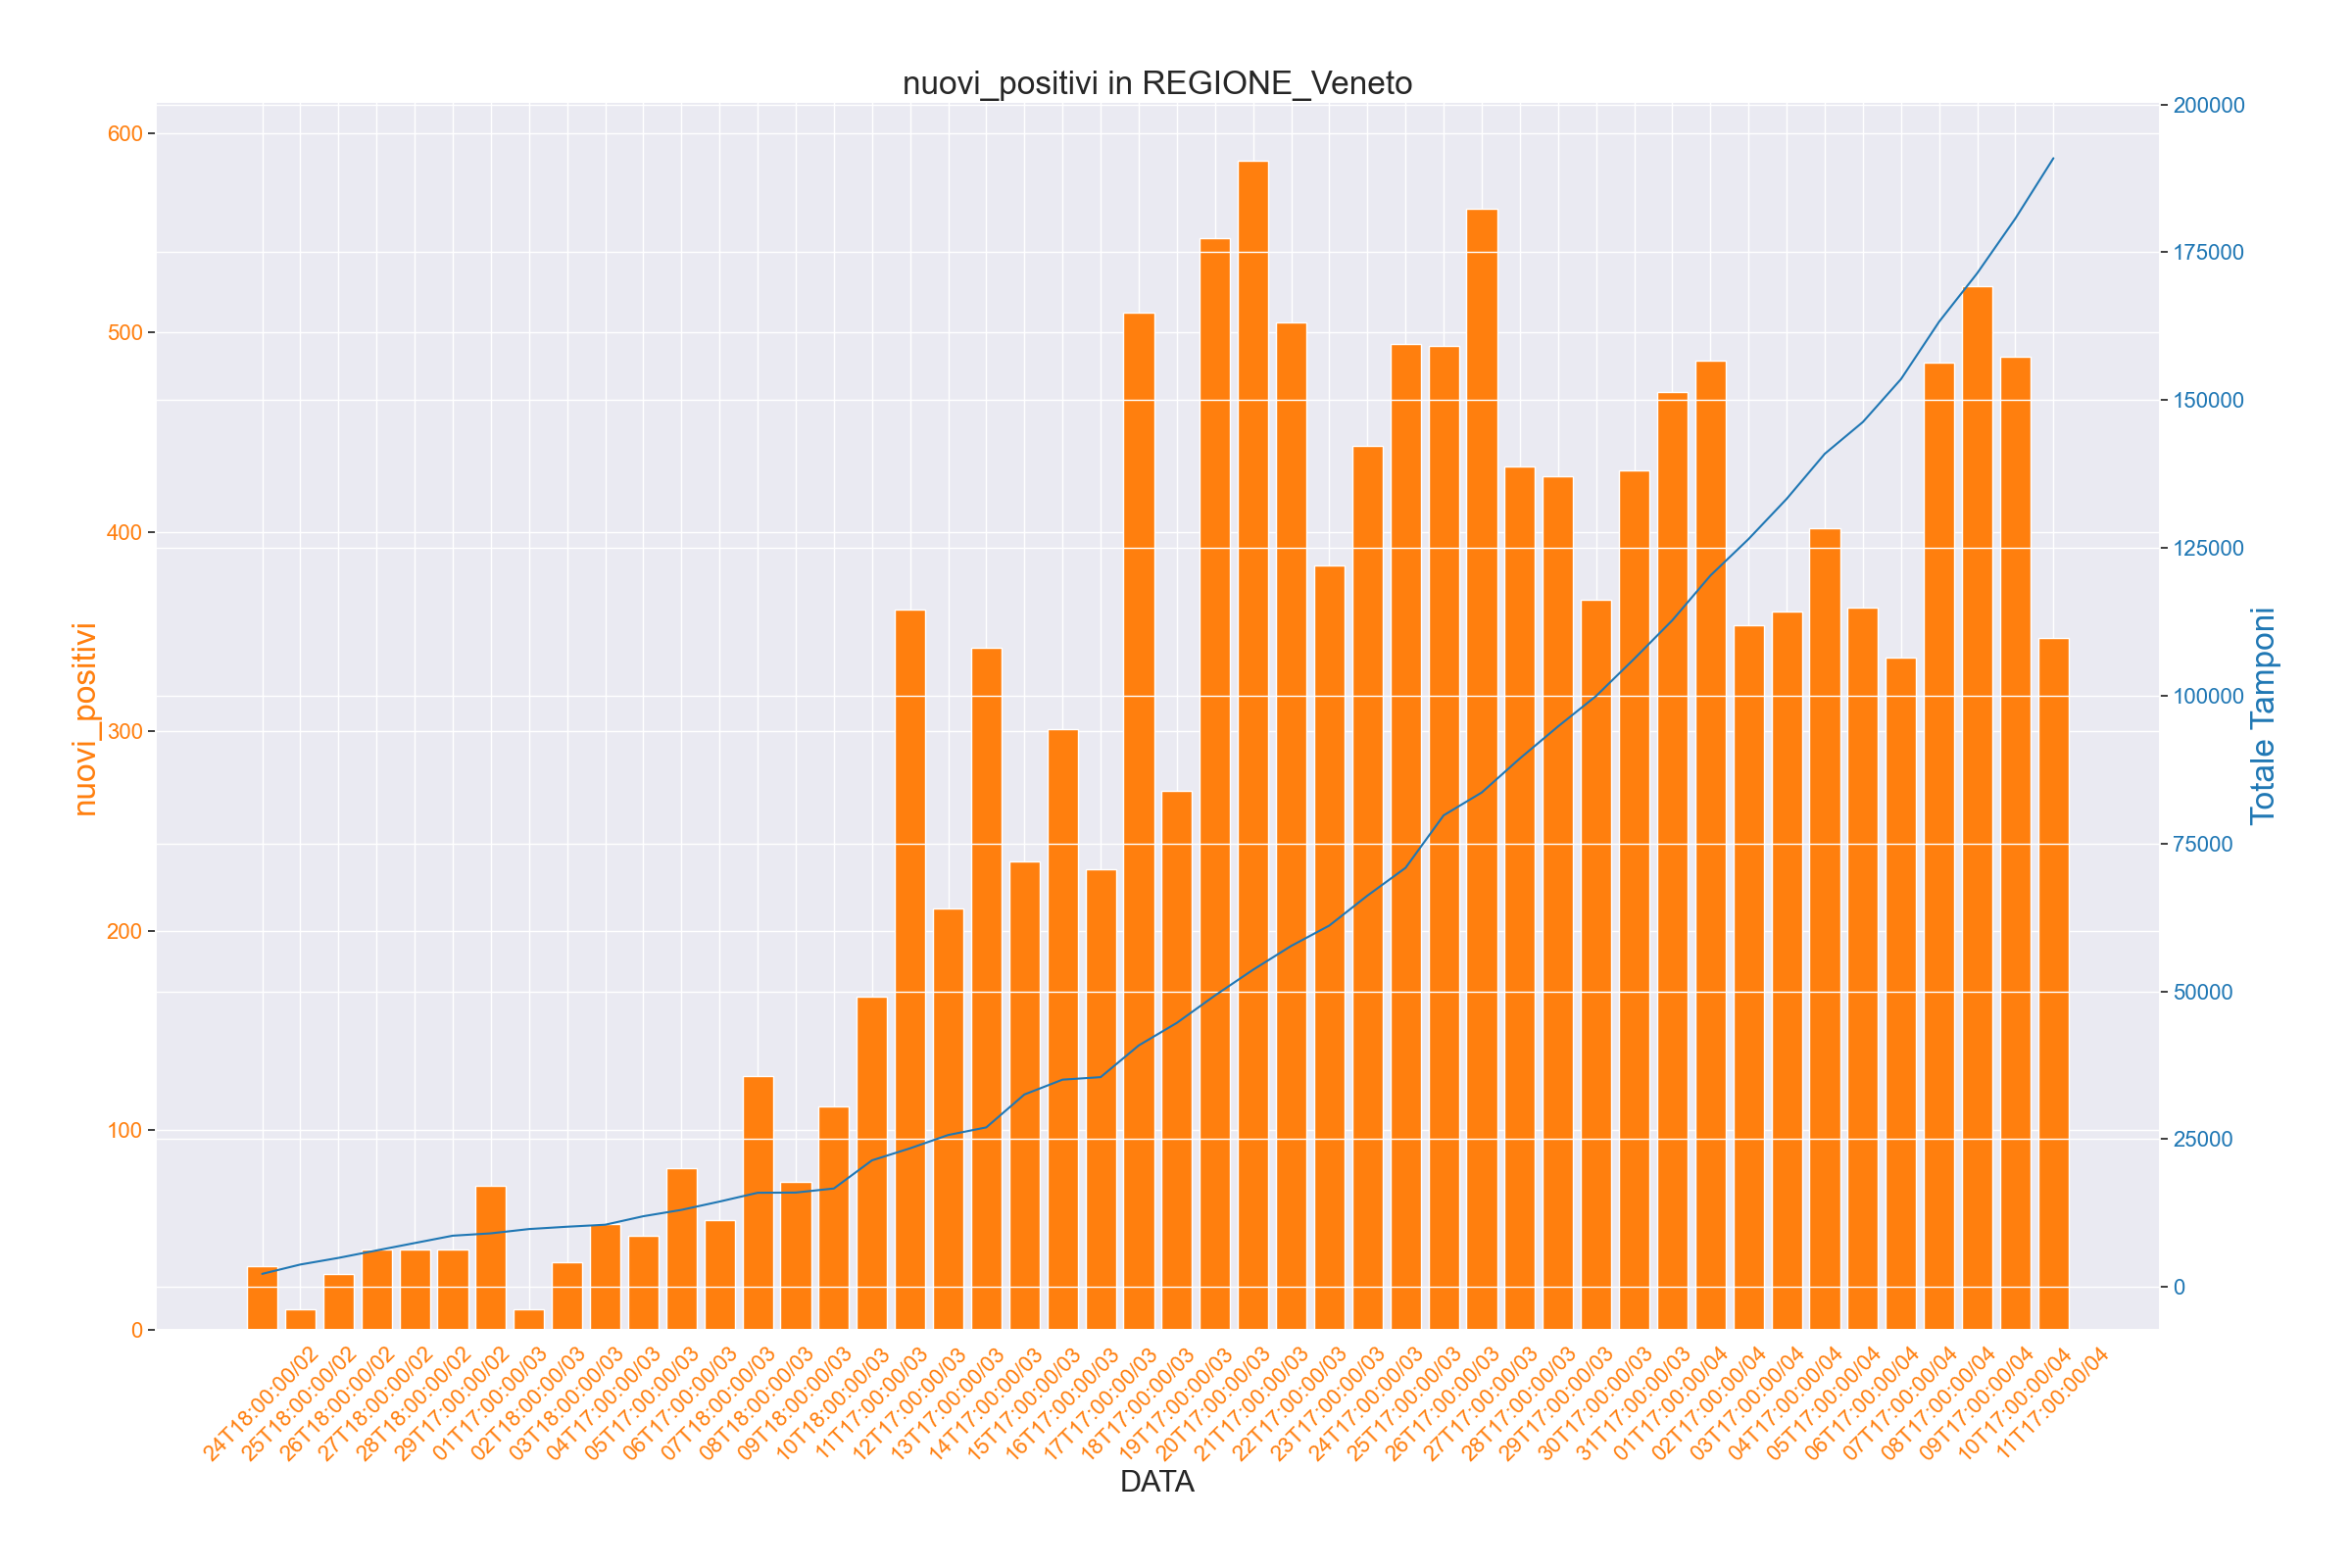 nuovi_positivi in REGIONE_Veneto
600
500
400
300
200
100
0
nuovi_positivi
200000
175000
150000
125000
100000
75000
50000
25000
0
Totale Tamponi
24T18:00:00/02
25T18:00:00/02
26T18:00:00/02
27T18:00:00/02
28T18:00:00/02
29T17:00:00/02
01T17:00:00/03
02T18:00:00/03
03T18:00:00/03
04T17:00:00/03
05T17:00:00/03
06T17:00:00/03
07T18:00:00/03
08T18:00:00/03
09T18:00:00/03
10T18:00:00/03
11T17:00:00/03
12T17:00:00/03
13T17:00:00/03
14T17:00:00/03
15T17:00:00/03
16T17:00:00/03
17T17:00:00/03
18T17:00:00/03
19T17:00:00/03
20T17:00:00/03
21T17:00:00/03
22T17:00:00/03
23T17:00:00/03
24T17:00:00/03
25T17:00:00/03
26T17:00:00/03
27T17:00:00/03
28T17:00:00/03
29T17:00:00/03
30T17:00:00/03
31T17:00:00/03
01T17:00:00/04
02T17:00:00/04
03T17:00:00/04
04T17:00:00/04
05T17:00:00/04
06T17:00:00/04
07T17:00:00/04
08T17:00:00/04
09T17:00:00/04
10T17:00:00/04
11T17:00:00/04
DATA